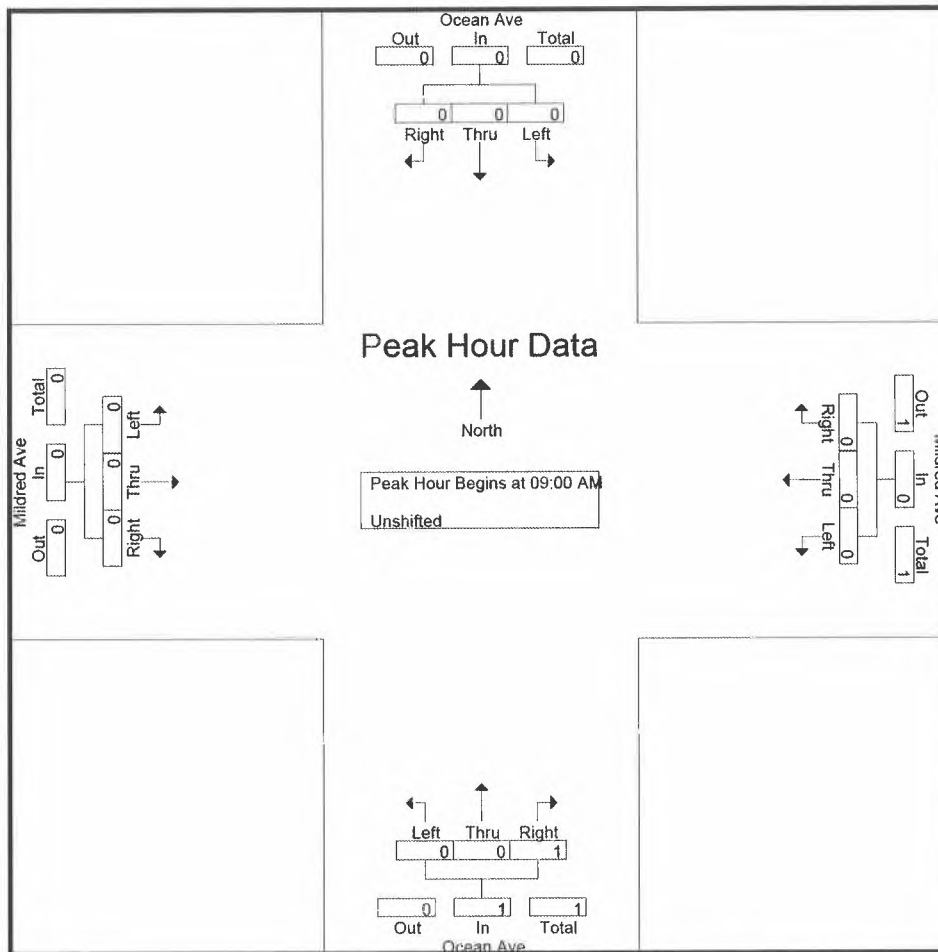 Ocean Ave
Out In Total
0 0 0
0 0 0
Right Thru Left
Peak Hour Data
North
Peak Hour Begins at 09:00 AM
Unshifted
Mildred Ave
Out In Total
0 0 0
Right Thru Left
0 0 0
Out In Total
1 0 1
Right Thru Left
0 0 0
Left Thru Right
0 0 1
0 1 1
Out In Total
Ocean Ave